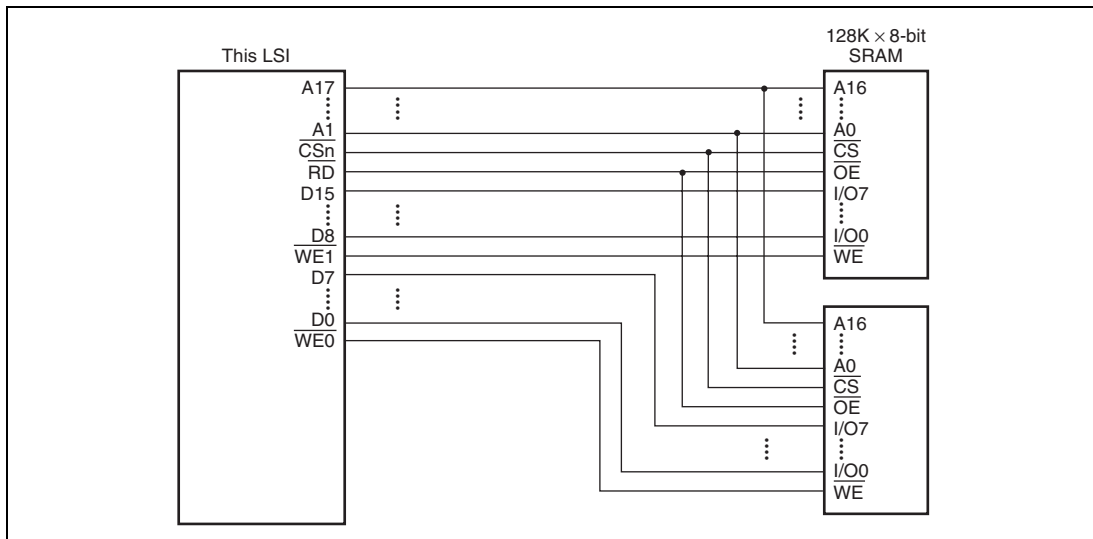 This LSI
A17
A1
CSn
RD
D15
D8
WE1
D7
D0
WE0
128K × 8-bit
SRAM
A16
A0
CS
OE
I/O7
I/O0
WE
A16
A0
CS
OE
I/O7
I/O0
WE